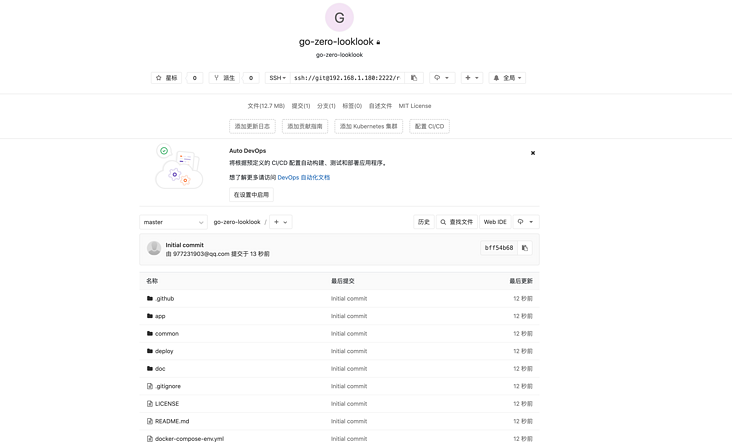 G
go-zero-looklook
go-zero-looklook
星标 0 派生 0 SSH ssh://git@192.168.1.180:2222/r 全局
文件(12.7 MB) 提交(1) 分支(1) 标签(0) 自述文件 MIT License
添加更新日志 添加贡献指南 添加 Kubernetes 集群 配置 CI/CD
Auto DevOps
将根据预定义的 CI/CD 配置自动构建、测试和部署应用程序。
想了解更多请访问 DevOps 自动化文档
在设置中启用
master go-zero-looklook / + 历史 查找文件 Web IDE
Initial commit
由 977231903@qq.com 提交于 13 秒前 bff54b68
名称 最后提交 最后更新
.github Initial commit 12 秒前
app Initial commit 12 秒前
common Initial commit 12 秒前
deploy Initial commit 12 秒前
doc Initial commit 12 秒前
.gitignore Initial commit 12 秒前
LICENSE Initial commit 12 秒前
README.md Initial commit 12 秒前
docker-compose-env.yml Initial commit 12 秒前